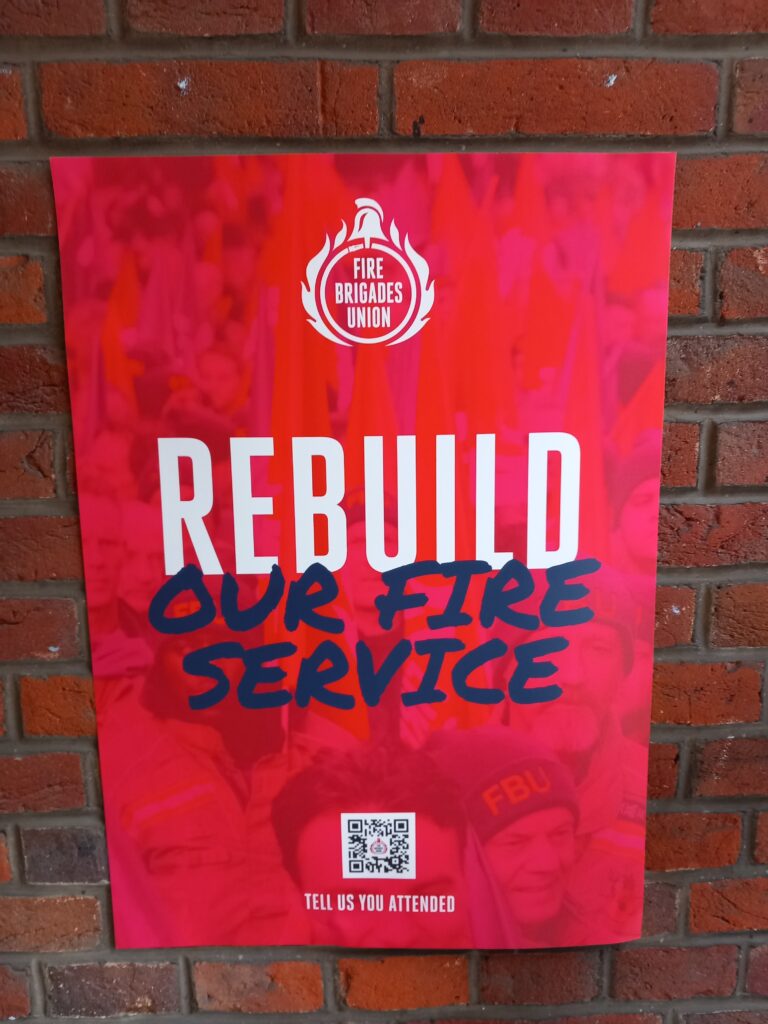 FIRE
BRIGADES
UNION
REBUILD
OUR FIRE
SERVICE
FBU
TELL US YOU ATTENDED